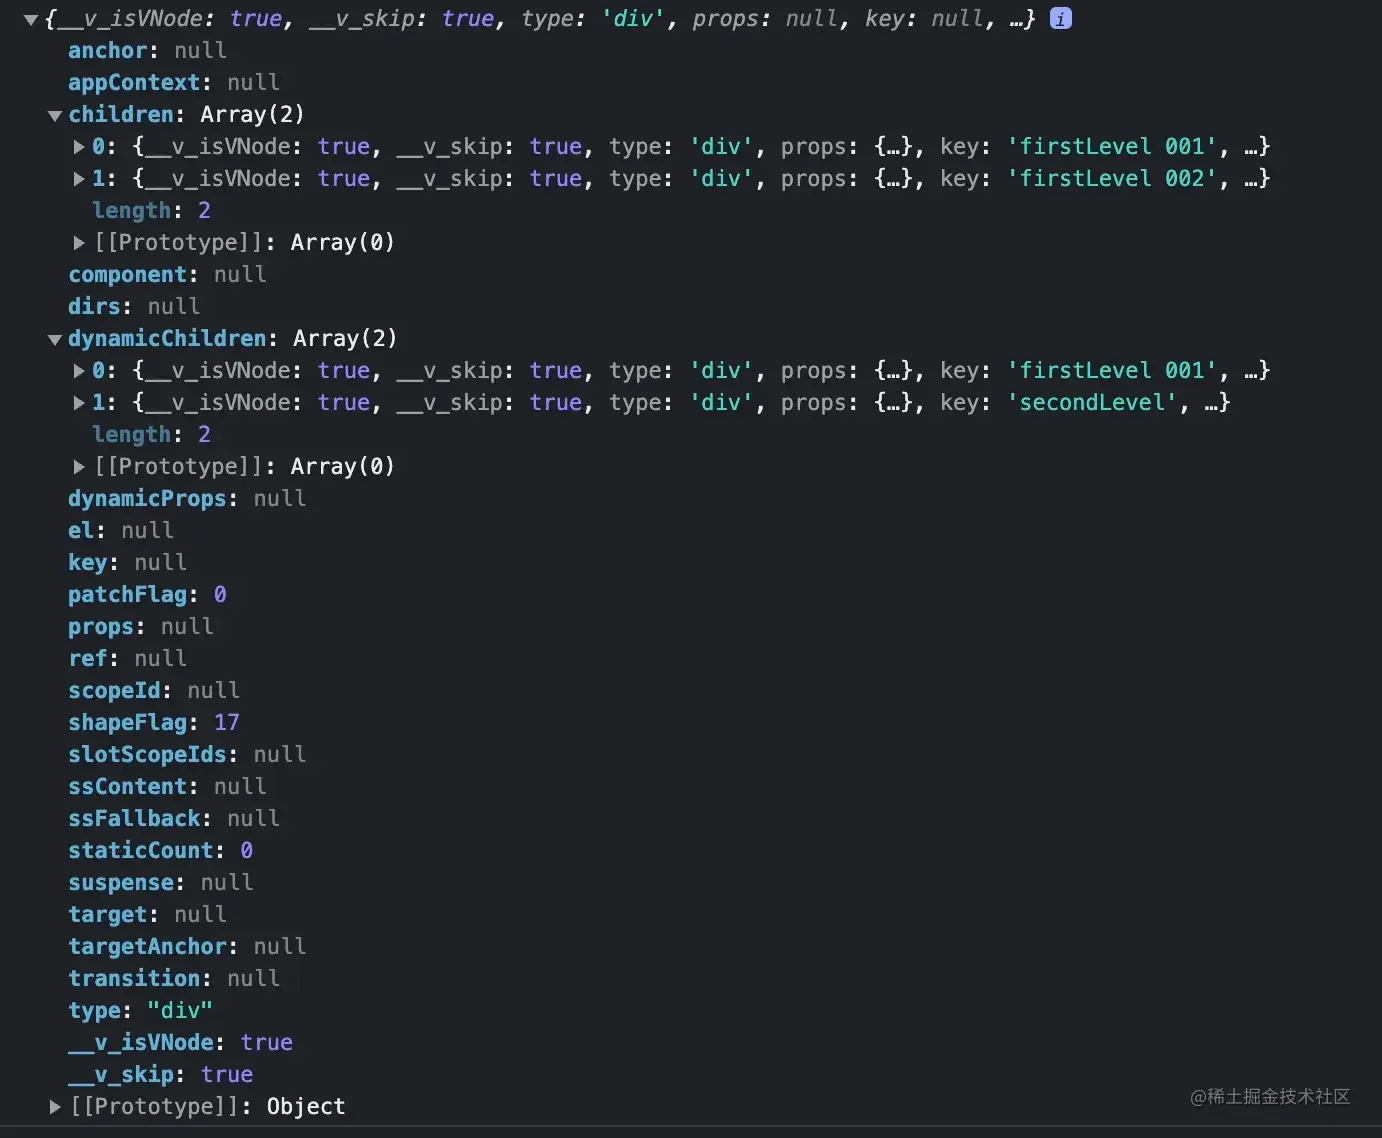 ▼{__v_isVNode: true, __v_skip: true, type: 'div', props: null, key: null, …} i
anchor: null
appContext: null
▼children: Array(2)
▶0: {__v_isVNode: true, __v_skip: true, type: 'div', props: {…}, key: 'firstLevel 001', …}
▶1: {__v_isVNode: true, __v_skip: true, type: 'div', props: {…}, key: 'firstLevel 002', …}
length: 2
▶[[Prototype]]: Array(0)
component: null
dirs: null
▼dynamicChildren: Array(2)
▶0: {__v_isVNode: true, __v_skip: true, type: 'div', props: {…}, key: 'firstLevel 001', …}
▶1: {__v_isVNode: true, __v_skip: true, type: 'div', props: {…}, key: 'secondLevel', …}
length: 2
▶[[Prototype]]: Array(0)
dynamicProps: null
el: null
key: null
patchFlag: 0
props: null
ref: null
scopeId: null
shapeFlag: 17
slotScopeIds: null
ssContent: null
ssFallback: null
staticCount: 0
suspense: null
target: null
targetAnchor: null
transition: null
type: "div"
__v_isVNode: true
__v_skip: true
▶[[Prototype]]: Object
@稀土掘金技术社区